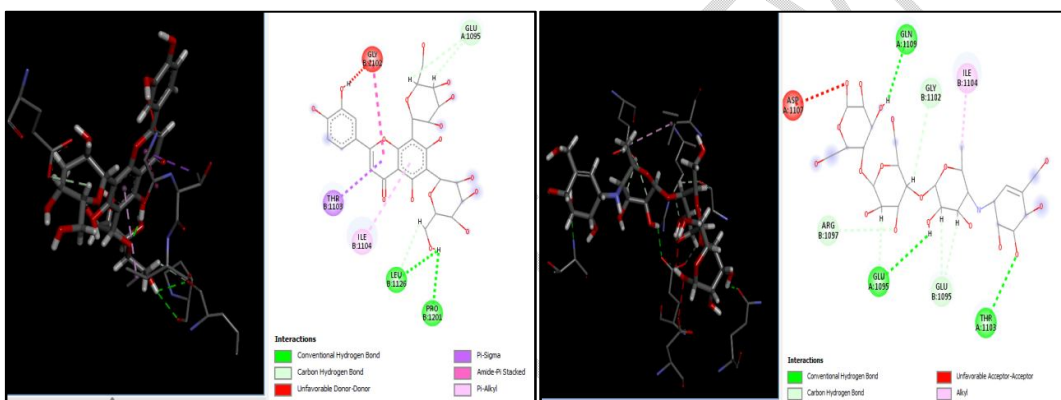 GLU
A:1095
GLY
B:1102
THR
B:1103
ILE
B:1104
LEU
B:1126
PRO
B:1201
Interactions
Conventional Hydrogen Bond
Carbon Hydrogen Bond
Unfavorable Donor-Donor
Pi-Sigma
Amide-Pi Stacked
Pi-Alkyl
GLN
A:1109
ILE
A:1104
GLY
B:1102
ASP
A:1107
ARG
B:1097
GLU
A:1095
GLU
B:1095
THR
A:1103
Interactions
Conventional Hydrogen Bond
Carbon Hydrogen Bond
Unfavorable Acceptor-Acceptor
Alkyl